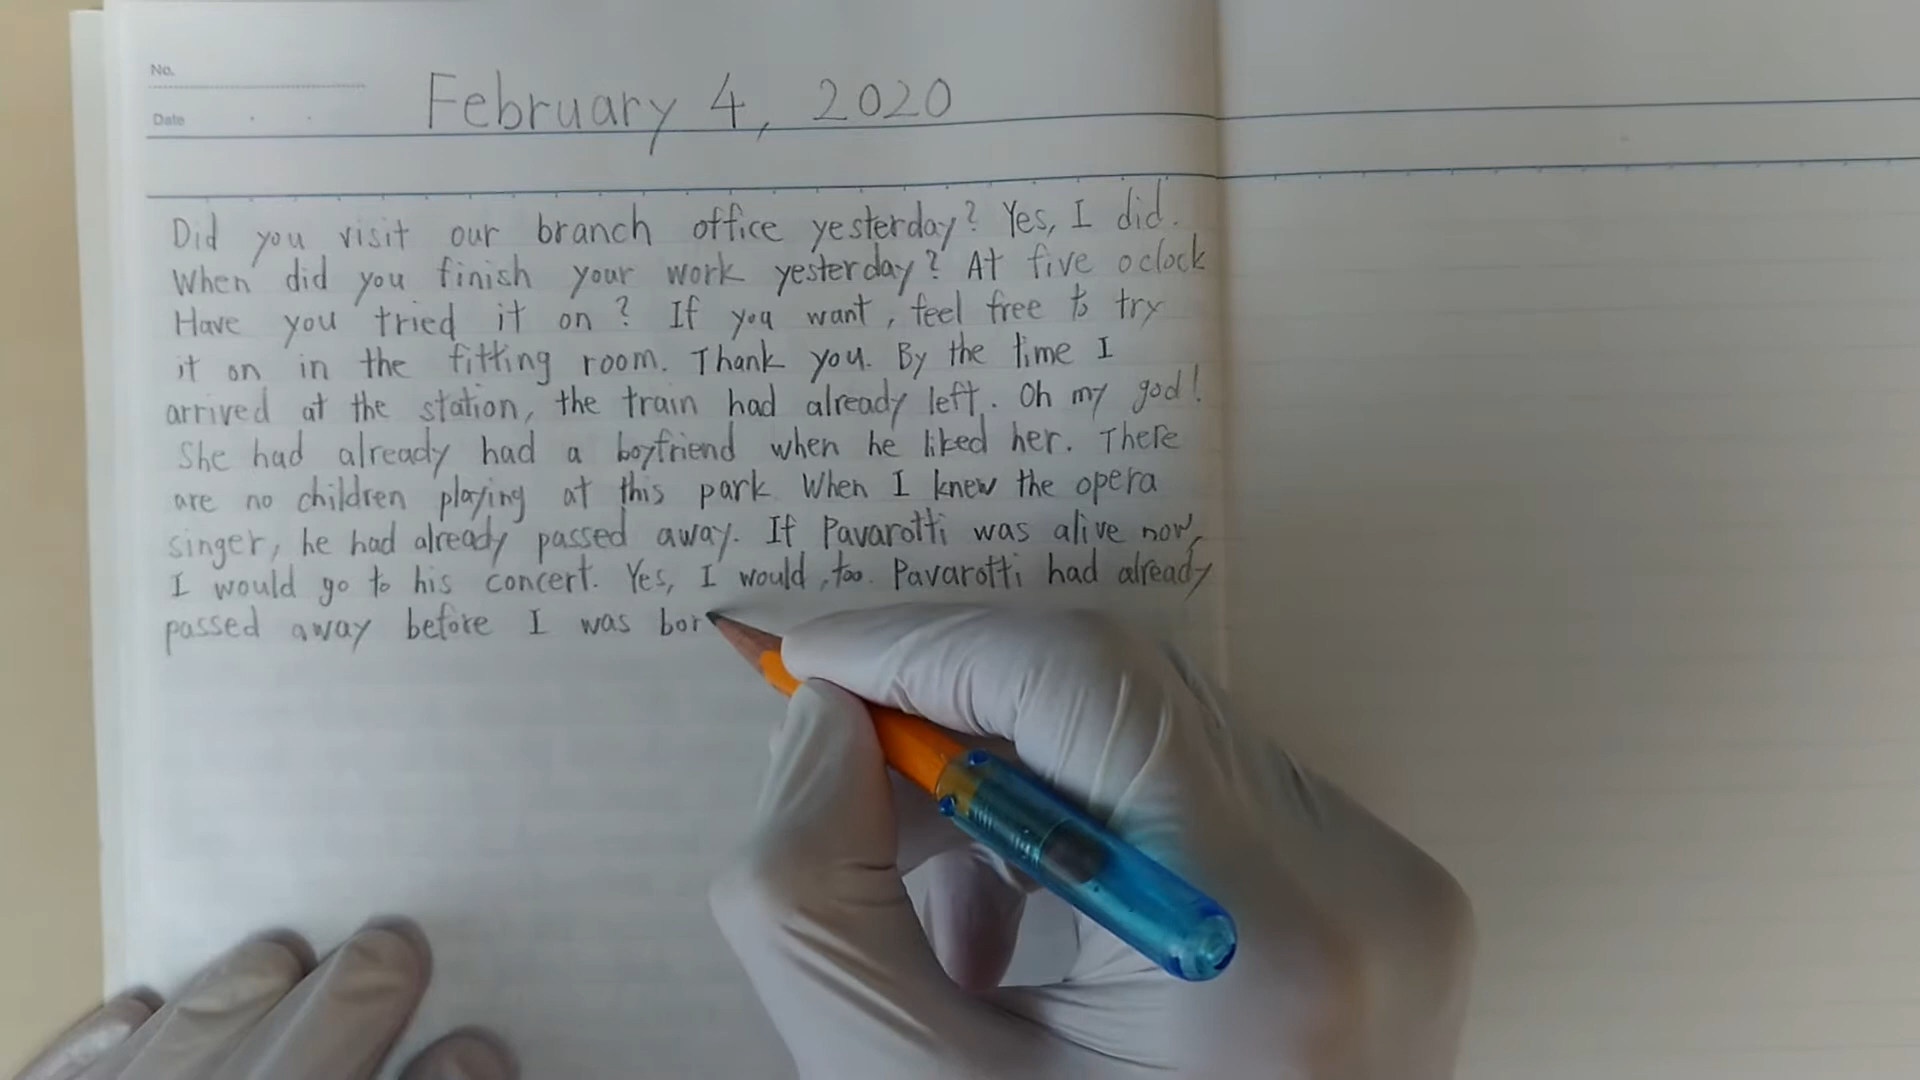 No.
Date
February 4, 2020
Did you visit our branch office yesterday? Yes, I did.
When did you finish your work yesterday? At five oclock
Have you tried it on? If you want, feel free to try
it on in the fitting room. Thank you. By the time I
arrived at the station, the train had already left. Oh my god!
She had already had a boyfriend when he liked her. There
are no children playing at this park. When I knew the opera
singer, he had already passed away. If Pavarotti was alive now,
I would go to his concert. Yes, I would, too. Pavarotti had already
passed away before I was bor